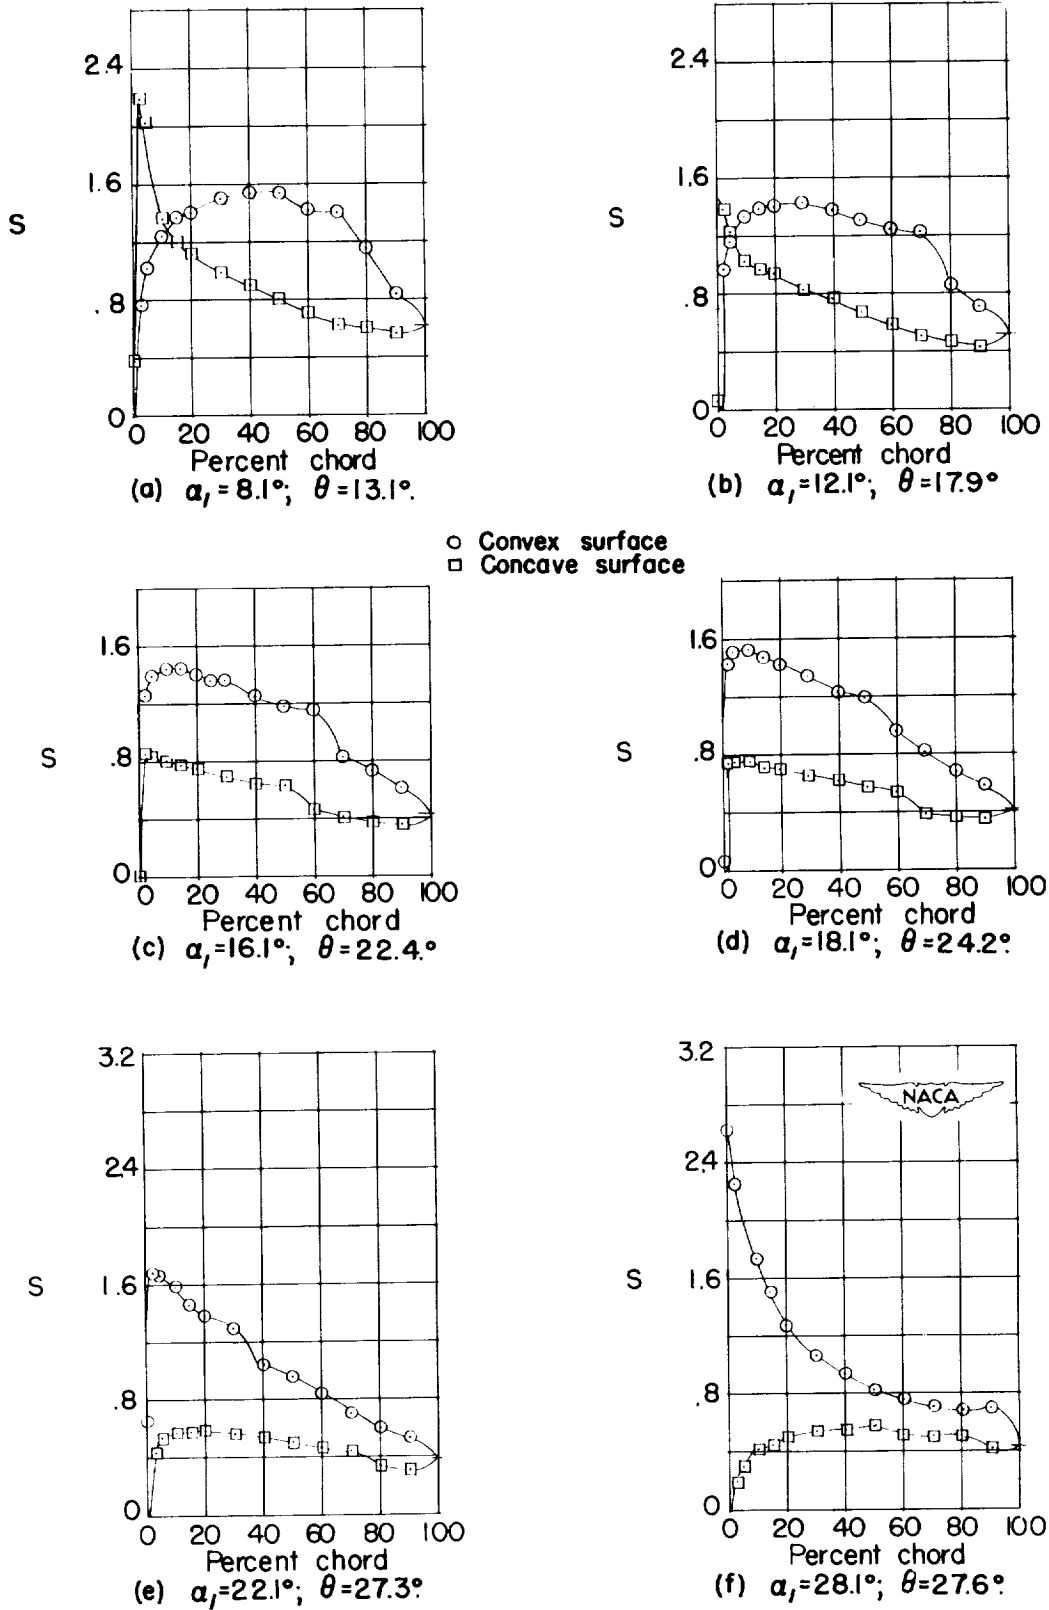 2.4
1.6
S
.8
0
0 20 40 60 80 100
Percent chord
(a) α₁=8.1°; θ=13.1°.
2.4
1.6
S
.8
0
0 20 40 60 80 100
Percent chord
(b) α₁=12.1°; θ=17.9°
Convex surface
Concave surface
1.6
S
.8
0
0 20 40 60 80 100
Percent chord
(c) α₁=16.1°; θ=22.4.°
1.6
S
.8
0
0 20 40 60 80 100
Percent chord
(d) α₁=18.1°; θ=24.2°.
3.2
2.4
S
1.6
.8
0
0 20 40 60 80 100
Percent chord
(e) α₁=22.1°; θ=27.3°.
3.2
NACA
2.4
S
1.6
.8
0
0 20 40 60 80 100
Percent chord
(f) α₁=28.1°; θ=27.6°.